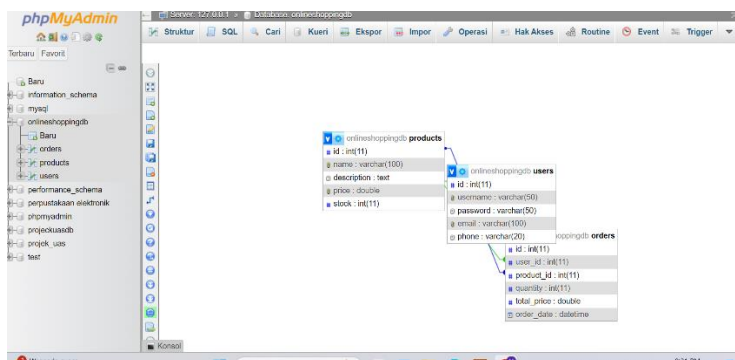 phpMyAdmin
Server: 127.0.0.1 » Database: onlineshoppingdb
Struktur SQL Cari Kueri Ekspor Impor Operasi Hak Akses Routine Event Trigger
Terbaru Favorit
Baru
information_schema
mysql
onlineshoppingdb
Baru
orders
products
users
performance_schema
perpustakaan elektronik
phpmyadmin
projeckuasdb
projek_uas
test
onlineshoppingdb products
id : int(11)
name : varchar(100)
description : text
price : double
stock : int(11)
onlineshoppingdb users
id : int(11)
username : varchar(50)
password : varchar(50)
email : varchar(100)
phone : varchar(20)
oppingdb orders
id : int(11)
user_id : int(11)
product_id : int(11)
quantity : int(11)
total_price : double
order_date : datetime
Konsol